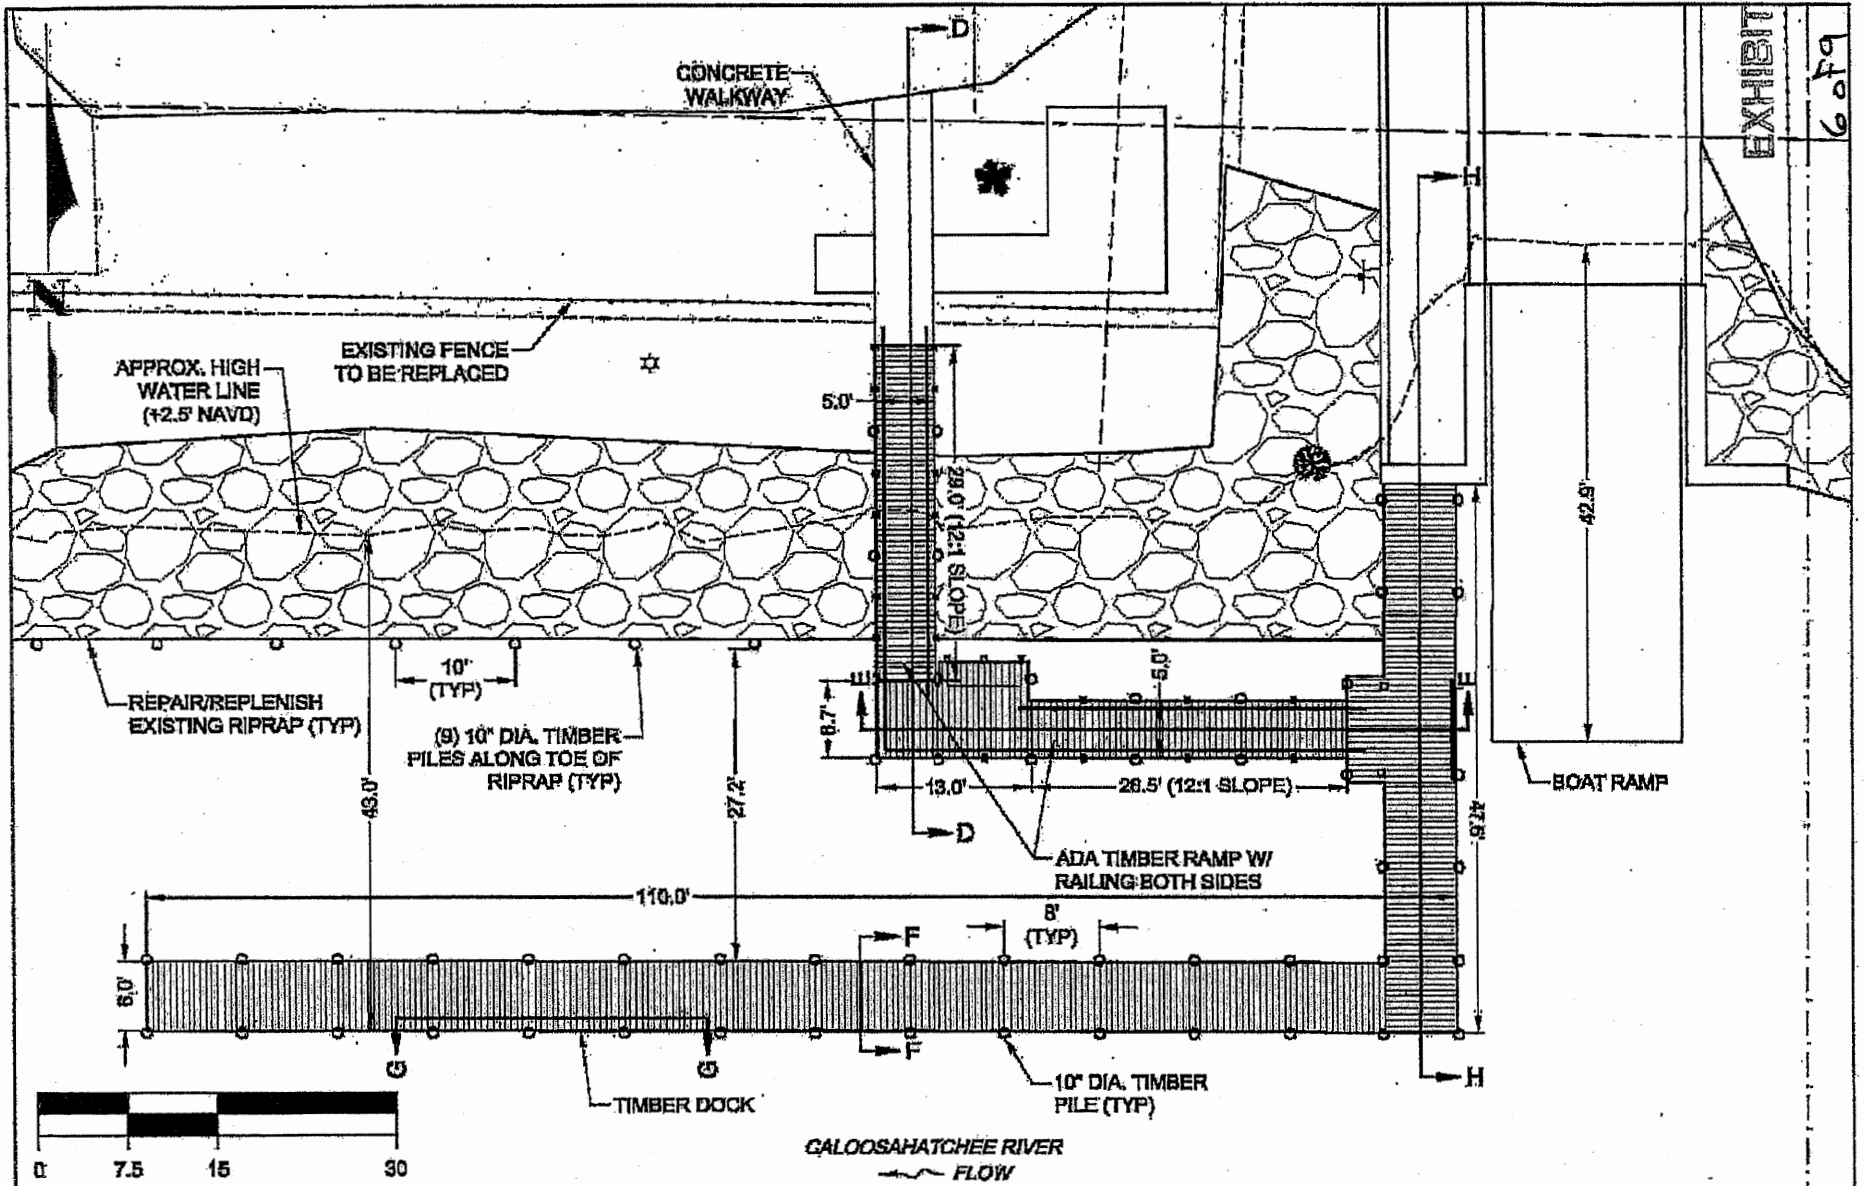 D
CONCRETE
WALKWAY
EXHIBIT
6 of 9
H
N
EXISTING FENCE
TO BE REPLACED
APPROX. HIGH
WATER LINE
(+2.5' NAVD)
5.0'
29.0' (12:1 SLOPE)
42.9'
10'
(TYP)
REPAIR/REPLENISH
EXISTING RIPRAP (TYP)
(9) 10" DIA. TIMBER
PILES ALONG TOE OF
RIPRAP (TYP)
E
6.7'
5.0'
E
43.0'
27.2'
13.0'
26.5' (12:1 SLOPE)
47.6'
BOAT RAMP
D
ADA TIMBER RAMP W/
RAILING BOTH SIDES
110.0'
8'
(TYP)
F
6.0'
F
G
G
H
TIMBER DOCK
10" DIA. TIMBER
PILE (TYP)
0 7.5 15 30
CALOOSAHATCHEE RIVER
FLOW